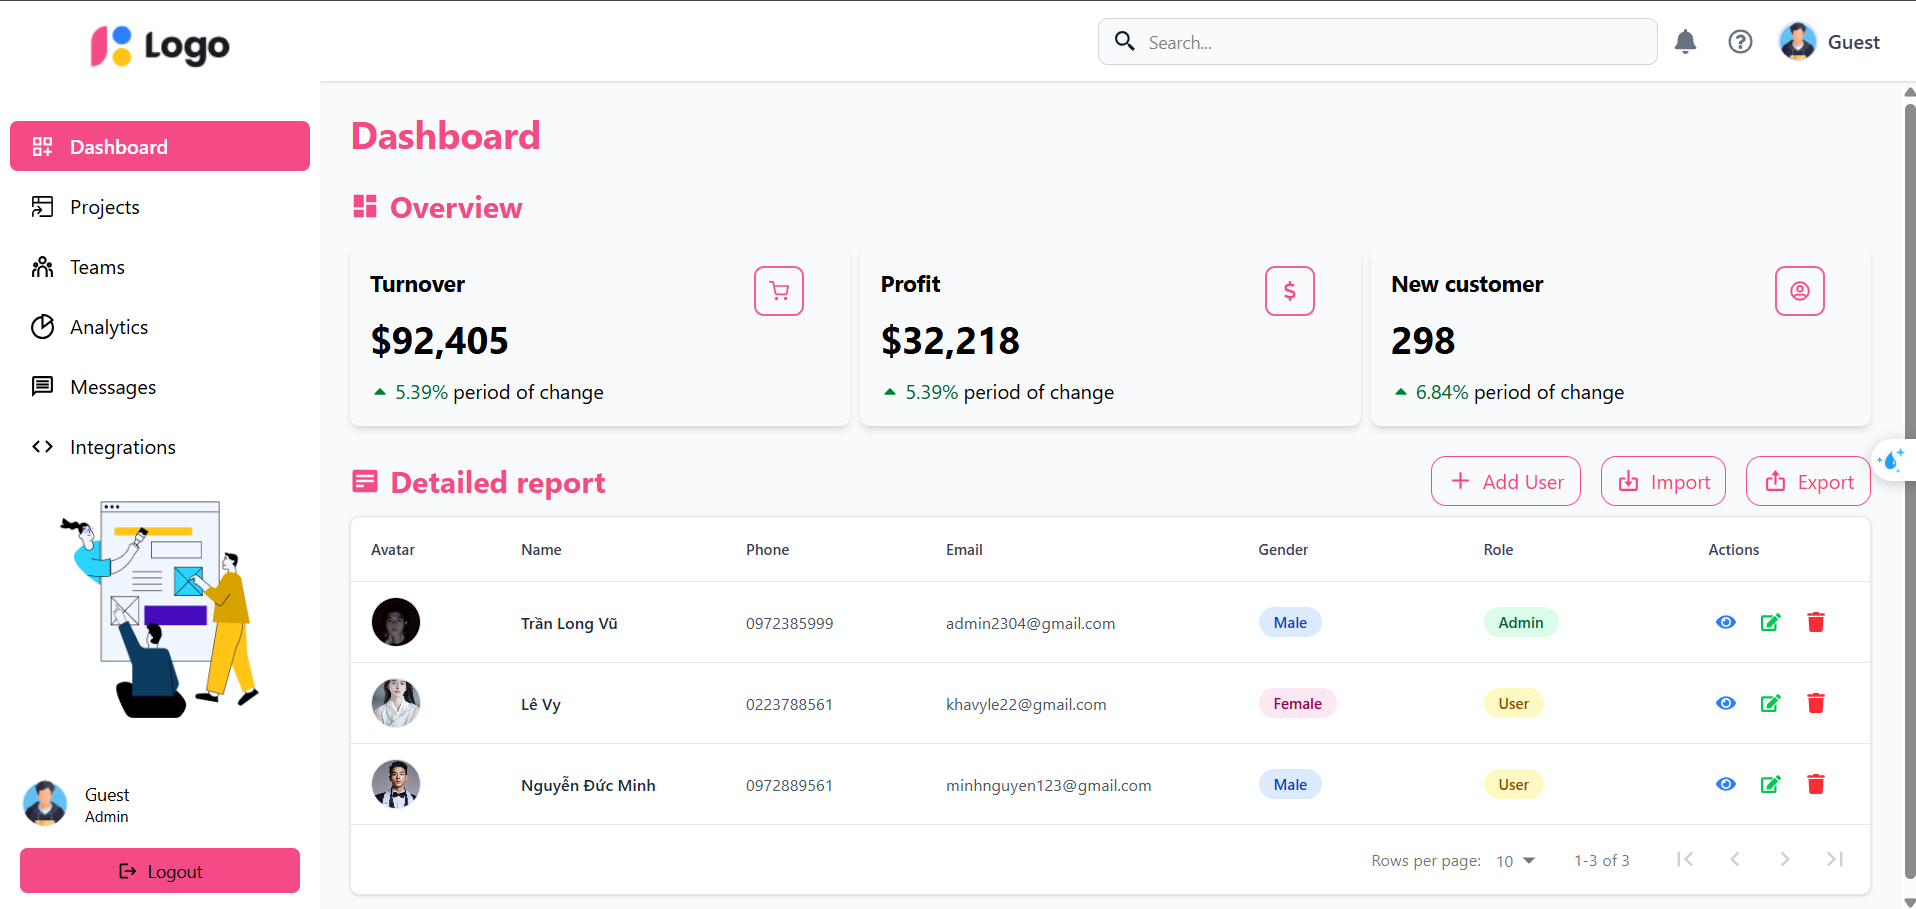 Logo
Search...
Guest
Dashboard
Projects
Teams
Analytics
Messages
Integrations
Guest
Admin
Logout
Dashboard
Overview
Turnover
$92,405
5.39% period of change
Profit
$
$32,218
5.39% period of change
New customer
298
6.84% period of change
Detailed report
Add User
Import
Export
Avatar Name Phone Email Gender Role Actions
Trần Long Vũ 0972385999 admin2304@gmail.com Male Admin
Lê Vy 0223788561 khavyle22@gmail.com Female User
Nguyễn Đức Minh 0972889561 minhnguyen123@gmail.com Male User
Rows per page: 10 1-3 of 3